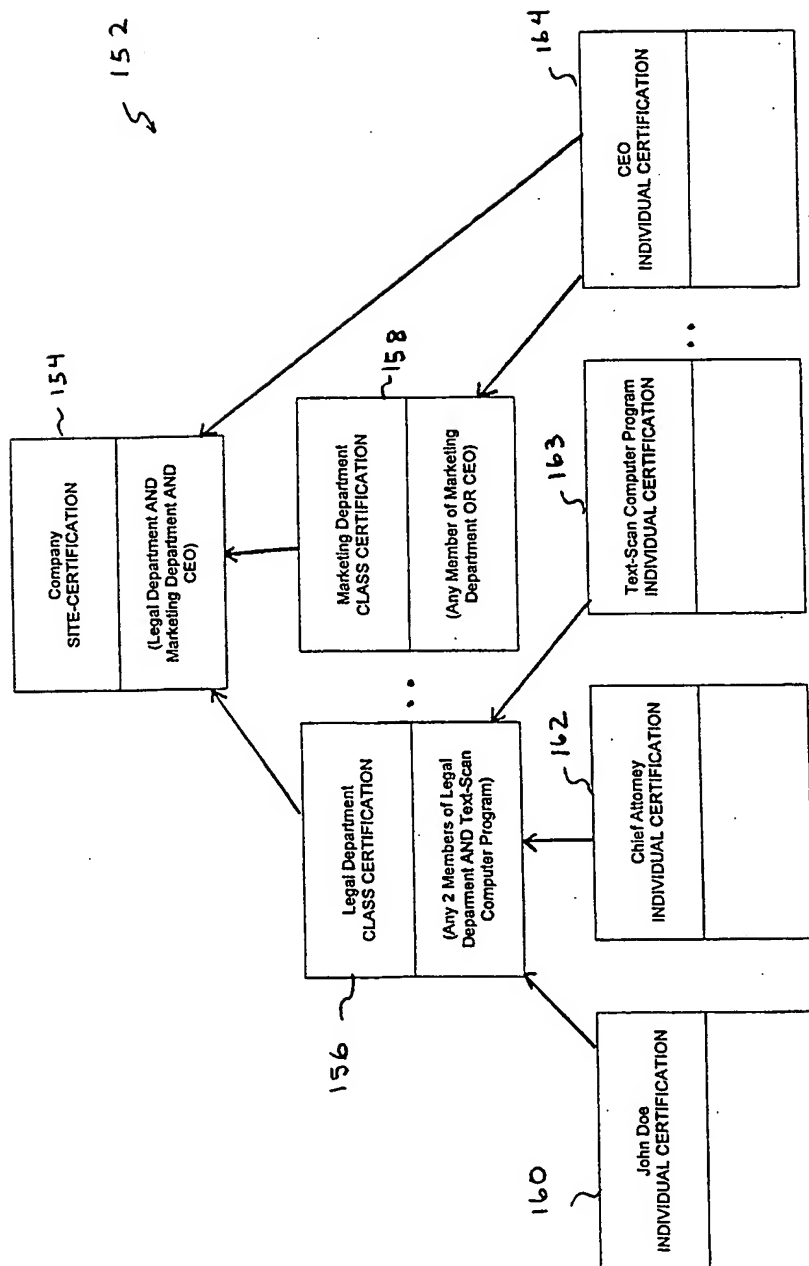 152
154
Company
SITE-CERTIFICATION
(Legal Department AND
Marketing Department AND
CEO)
156
Legal Department
CLASS CERTIFICATION
(Any 2 Members of Legal
Deparment AND Text-Scan
Computer Program)
158
Marketing Department
CLASS CERTIFICATION
(Any Member of Marketing
Department OR CEO)
160
John Doe
INDIVIDUAL CERTIFICATION
162
Chief Attorney
INDIVIDUAL CERTIFICATION
163
Text-Scan Computer Program
INDIVIDUAL CERTIFICATION
164
CEO
INDIVIDUAL CERTIFICATION